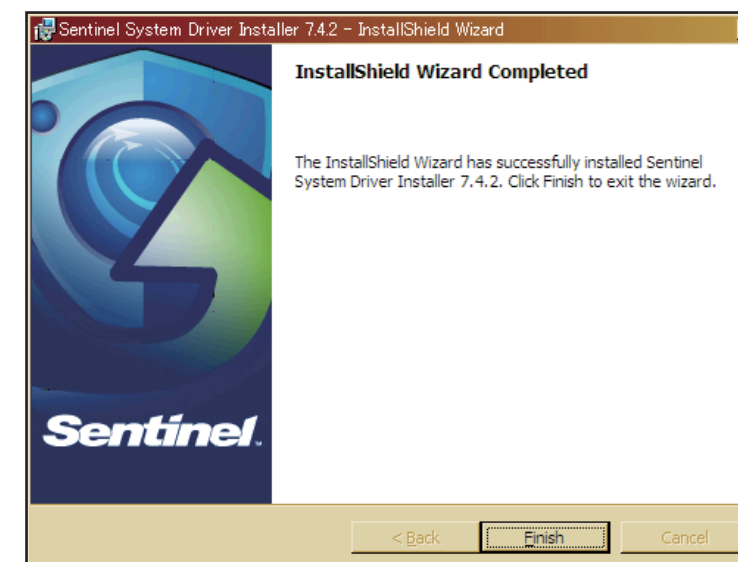 Sentinel System Driver Installer 7.4.2 - InstallShield Wizard
InstallShield Wizard Completed
The InstallShield Wizard has successfully installed Sentinel
System Driver Installer 7.4.2. Click Finish to exit the wizard.
Sentinel.
< Back
Finish
Cancel